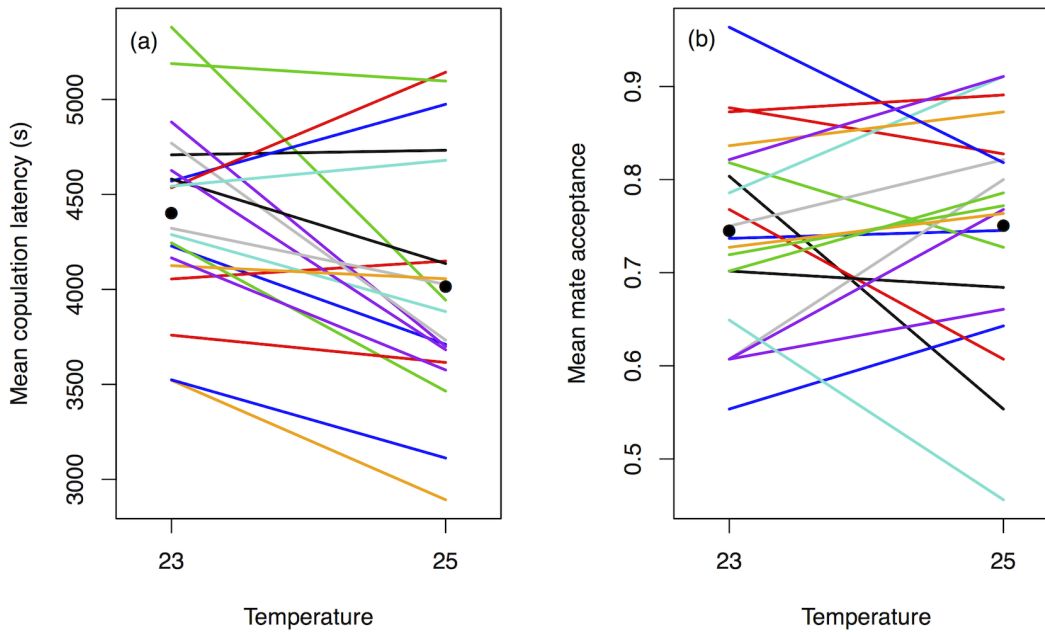 (a)
Mean copulation latency (s)
5000
4500
4000
3500
3000
23
25
Temperature
(b)
Mean mate acceptance
0.9
0.8
0.7
0.6
0.5
23
25
Temperature